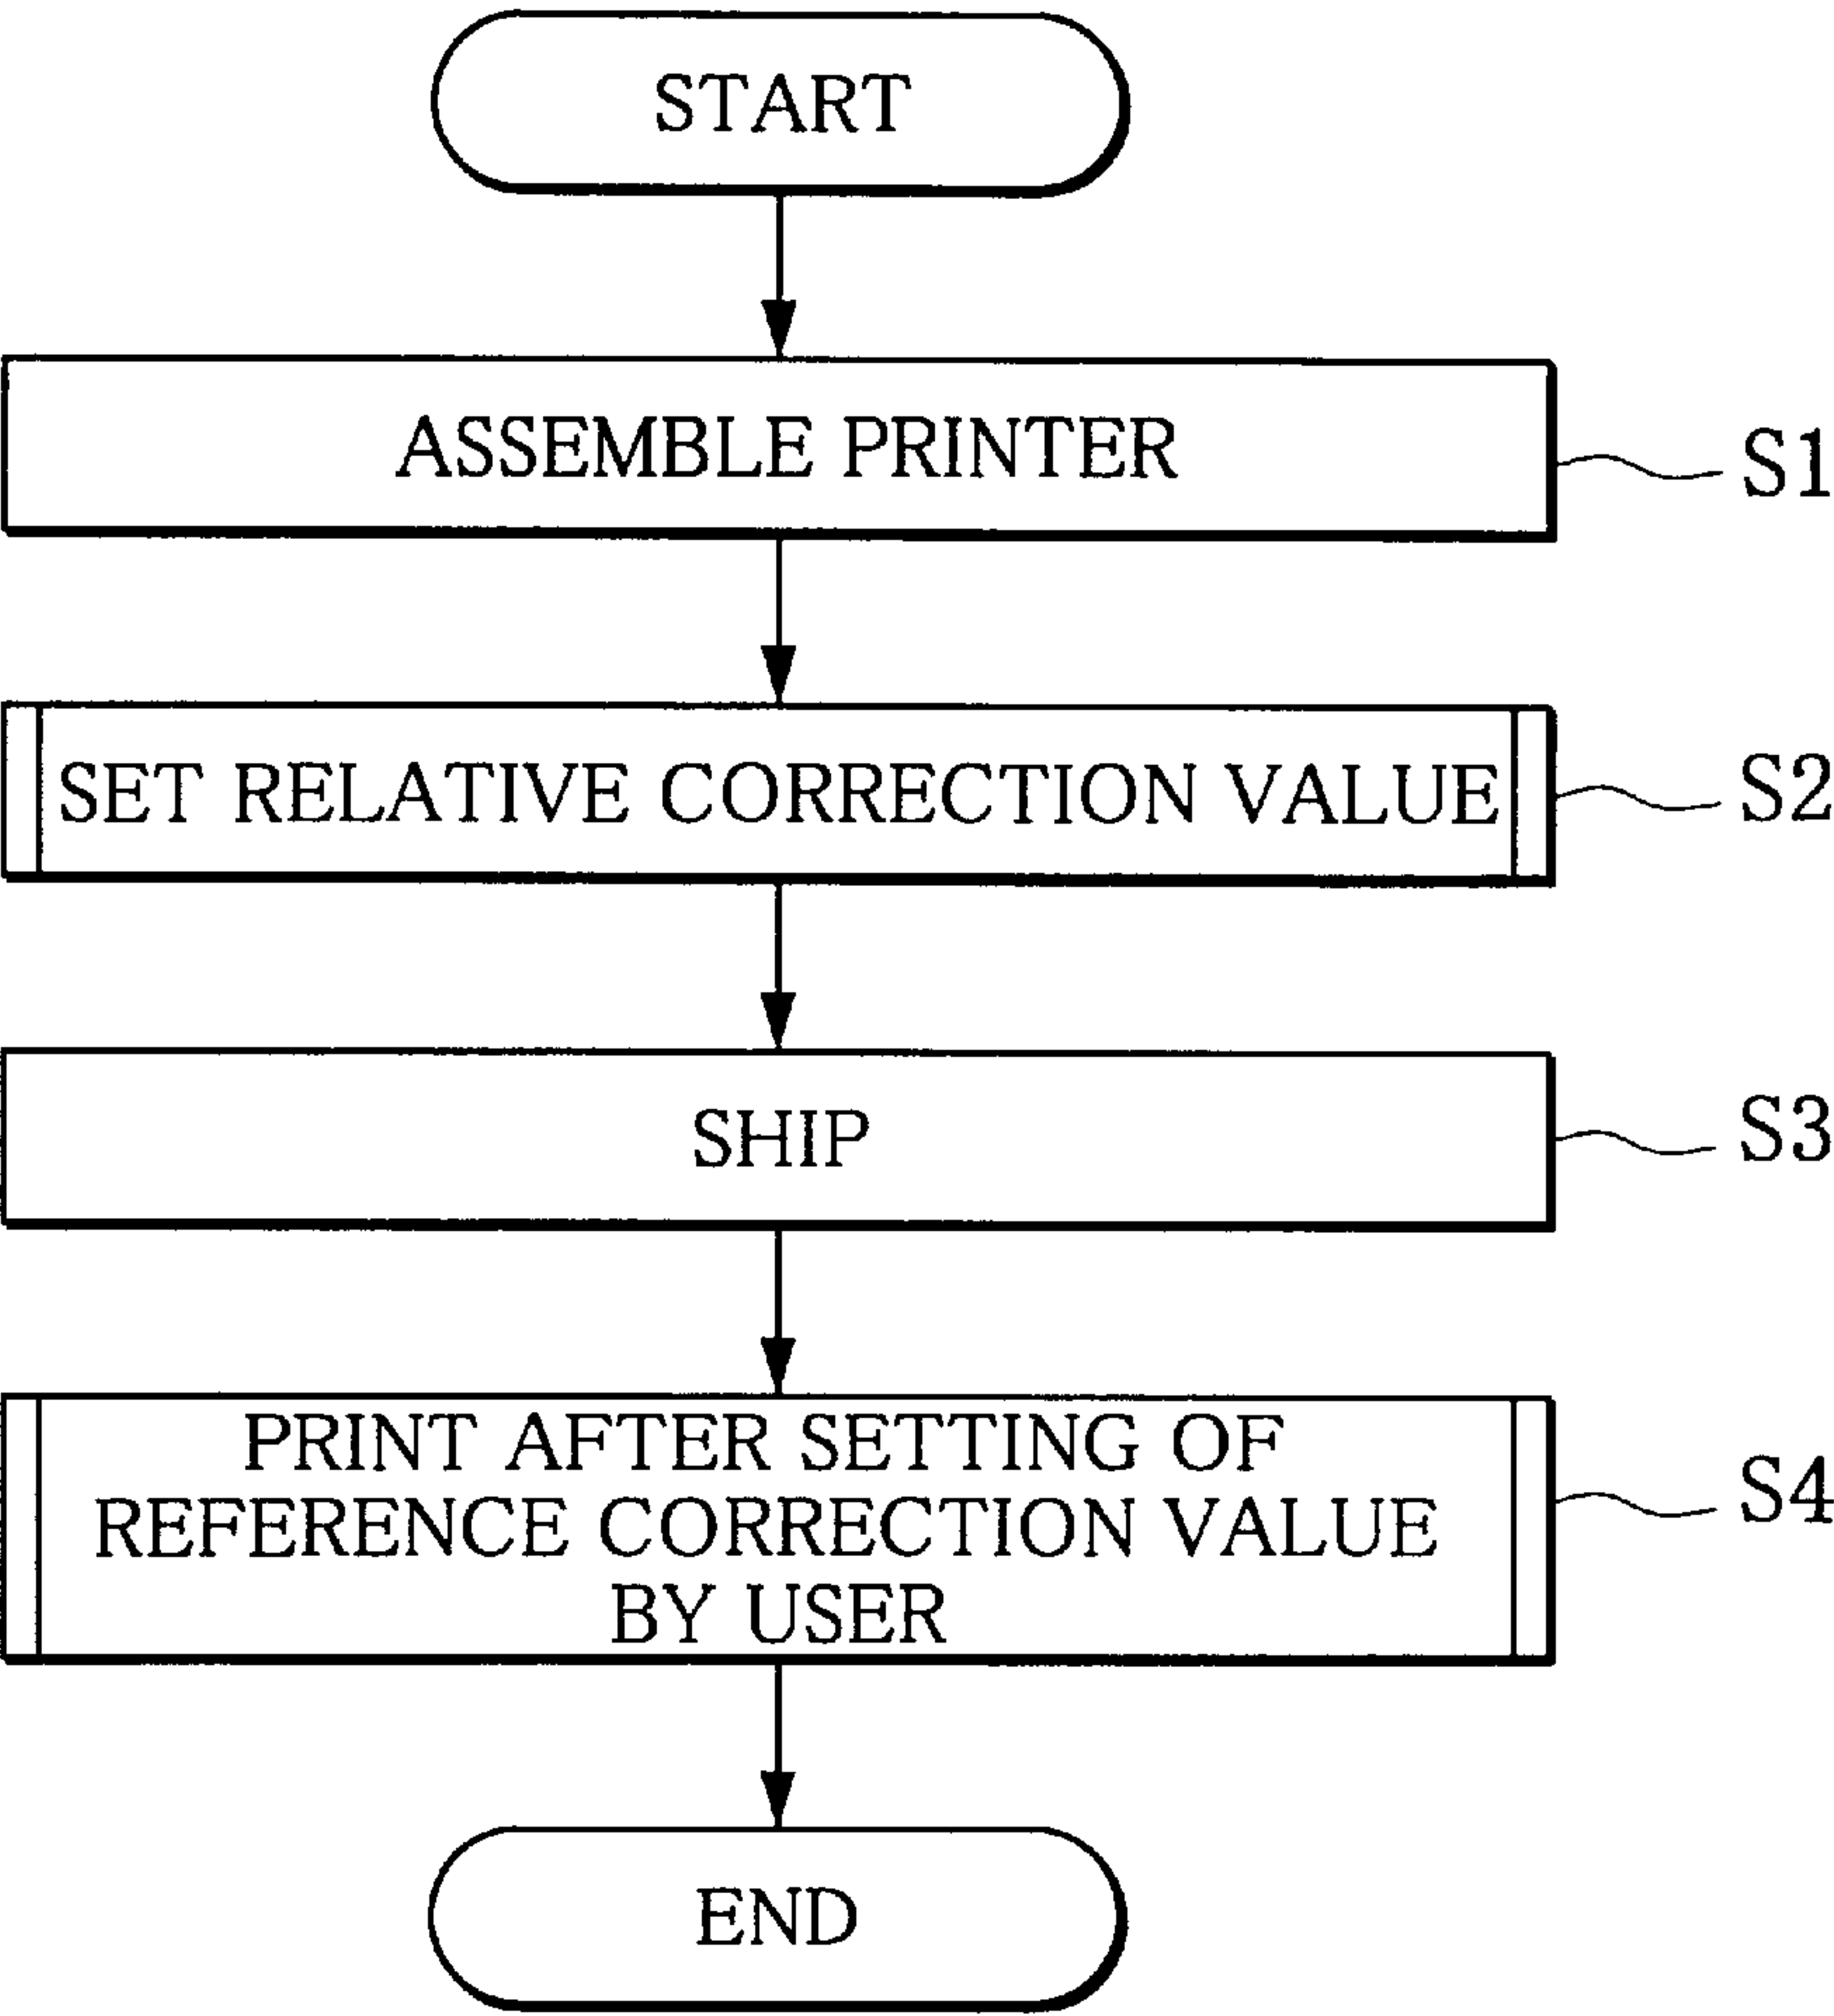 START
ASSEMBLE PRINTER
S1
SET RELATIVE CORRECTION VALUE
S2
SHIP
S3
PRINT AFTER SETTING OF
REFERENCE CORRECTION VALUE
BY USER
S4
END